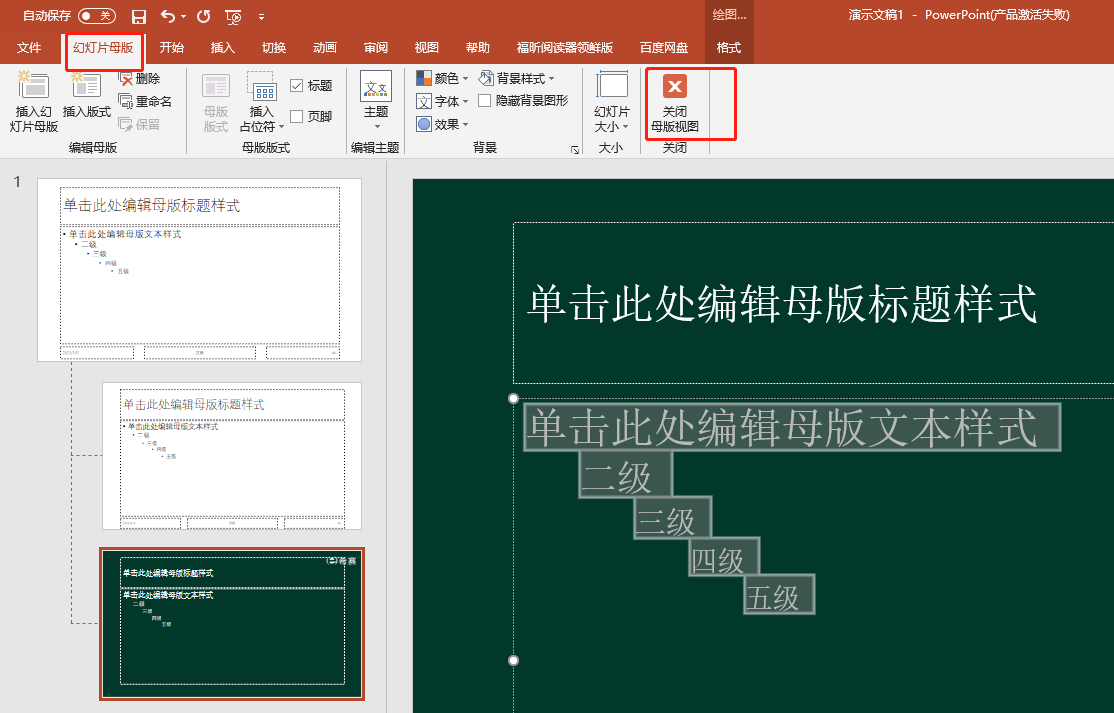 自动保存 关
演示文稿1 - PowerPoint(产品激活失败)
绘图...
文件 幻灯片母版 开始 插入 切换 动画 审阅 视图 帮助 福昕阅读器领鲜版 百度网盘 格式
插入幻
灯片母版
插入版式
删除
重命名
保留
编辑母版
母版
版式
插入
占位符
标题
页脚
母版版式
主题
编辑主题
颜色
字体
效果
背景样式
隐藏背景图形
背景
幻灯片
大小
大小
关闭
母版视图
关闭
1
单击此处编辑母版标题样式
• 单击此处编辑母版文本样式
• 二级
• 三级
• 四级
• 五级
单击此处编辑母版标题样式
• 单击此处编辑母版文本样式
• 二级
• 三级
• 四级
• 五级
希赛
单击此处编辑母版标题样式
单击此处编辑母版文本样式
二级
三级
四级
五级
单击此处编辑母版标题样式
单击此处编辑母版文本样式
二级
三级
四级
五级